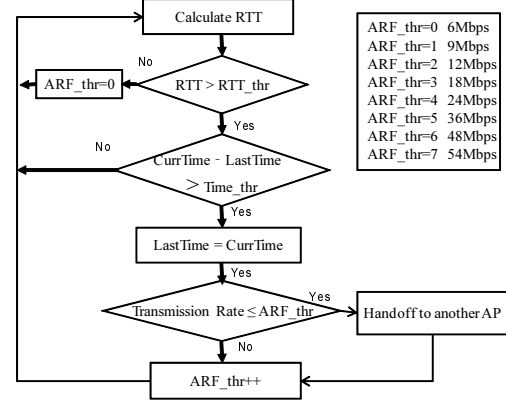 Calculate RTT
No
ARF_thr=0
RTT > RTT_thr
Yes
No
CurrTime - LastTime
> Time_thr
Yes
LastTime = CurrTime
Yes
Transmission Rate ≤ ARF_thr
Yes
Handoff to another AP
No
ARF_thr++
ARF_thr=0 6Mbps
ARF_thr=1 9Mbps
ARF_thr=2 12Mbps
ARF_thr=3 18Mbps
ARF_thr=4 24Mbps
ARF_thr=5 36Mbps
ARF_thr=6 48Mbps
ARF_thr=7 54Mbps